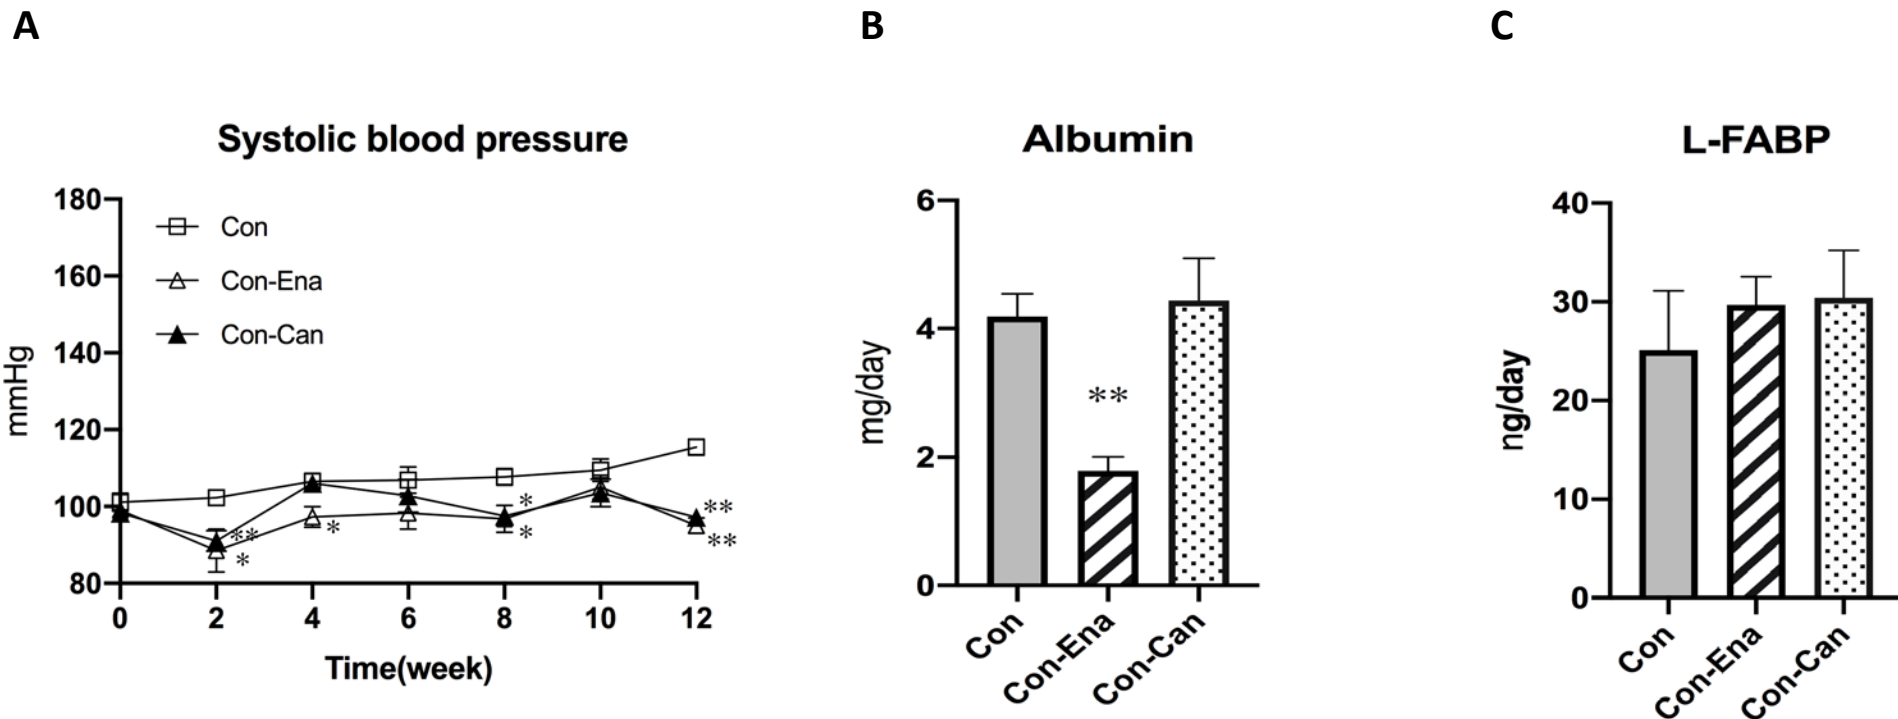 A
B
C
Systolic blood pressure
180
160
140
120
100
80
mmHg
Con
Con-Ena
Con-Can
**
*
*
*
*
**
**
0 2 4 6 8 10 12
Time(week)
Albumin
6
4
2
0
mg/day
**
Con
Con-Ena
Con-Can
L-FABP
40
30
20
10
0
ng/day
Con
Con-Ena
Con-Can